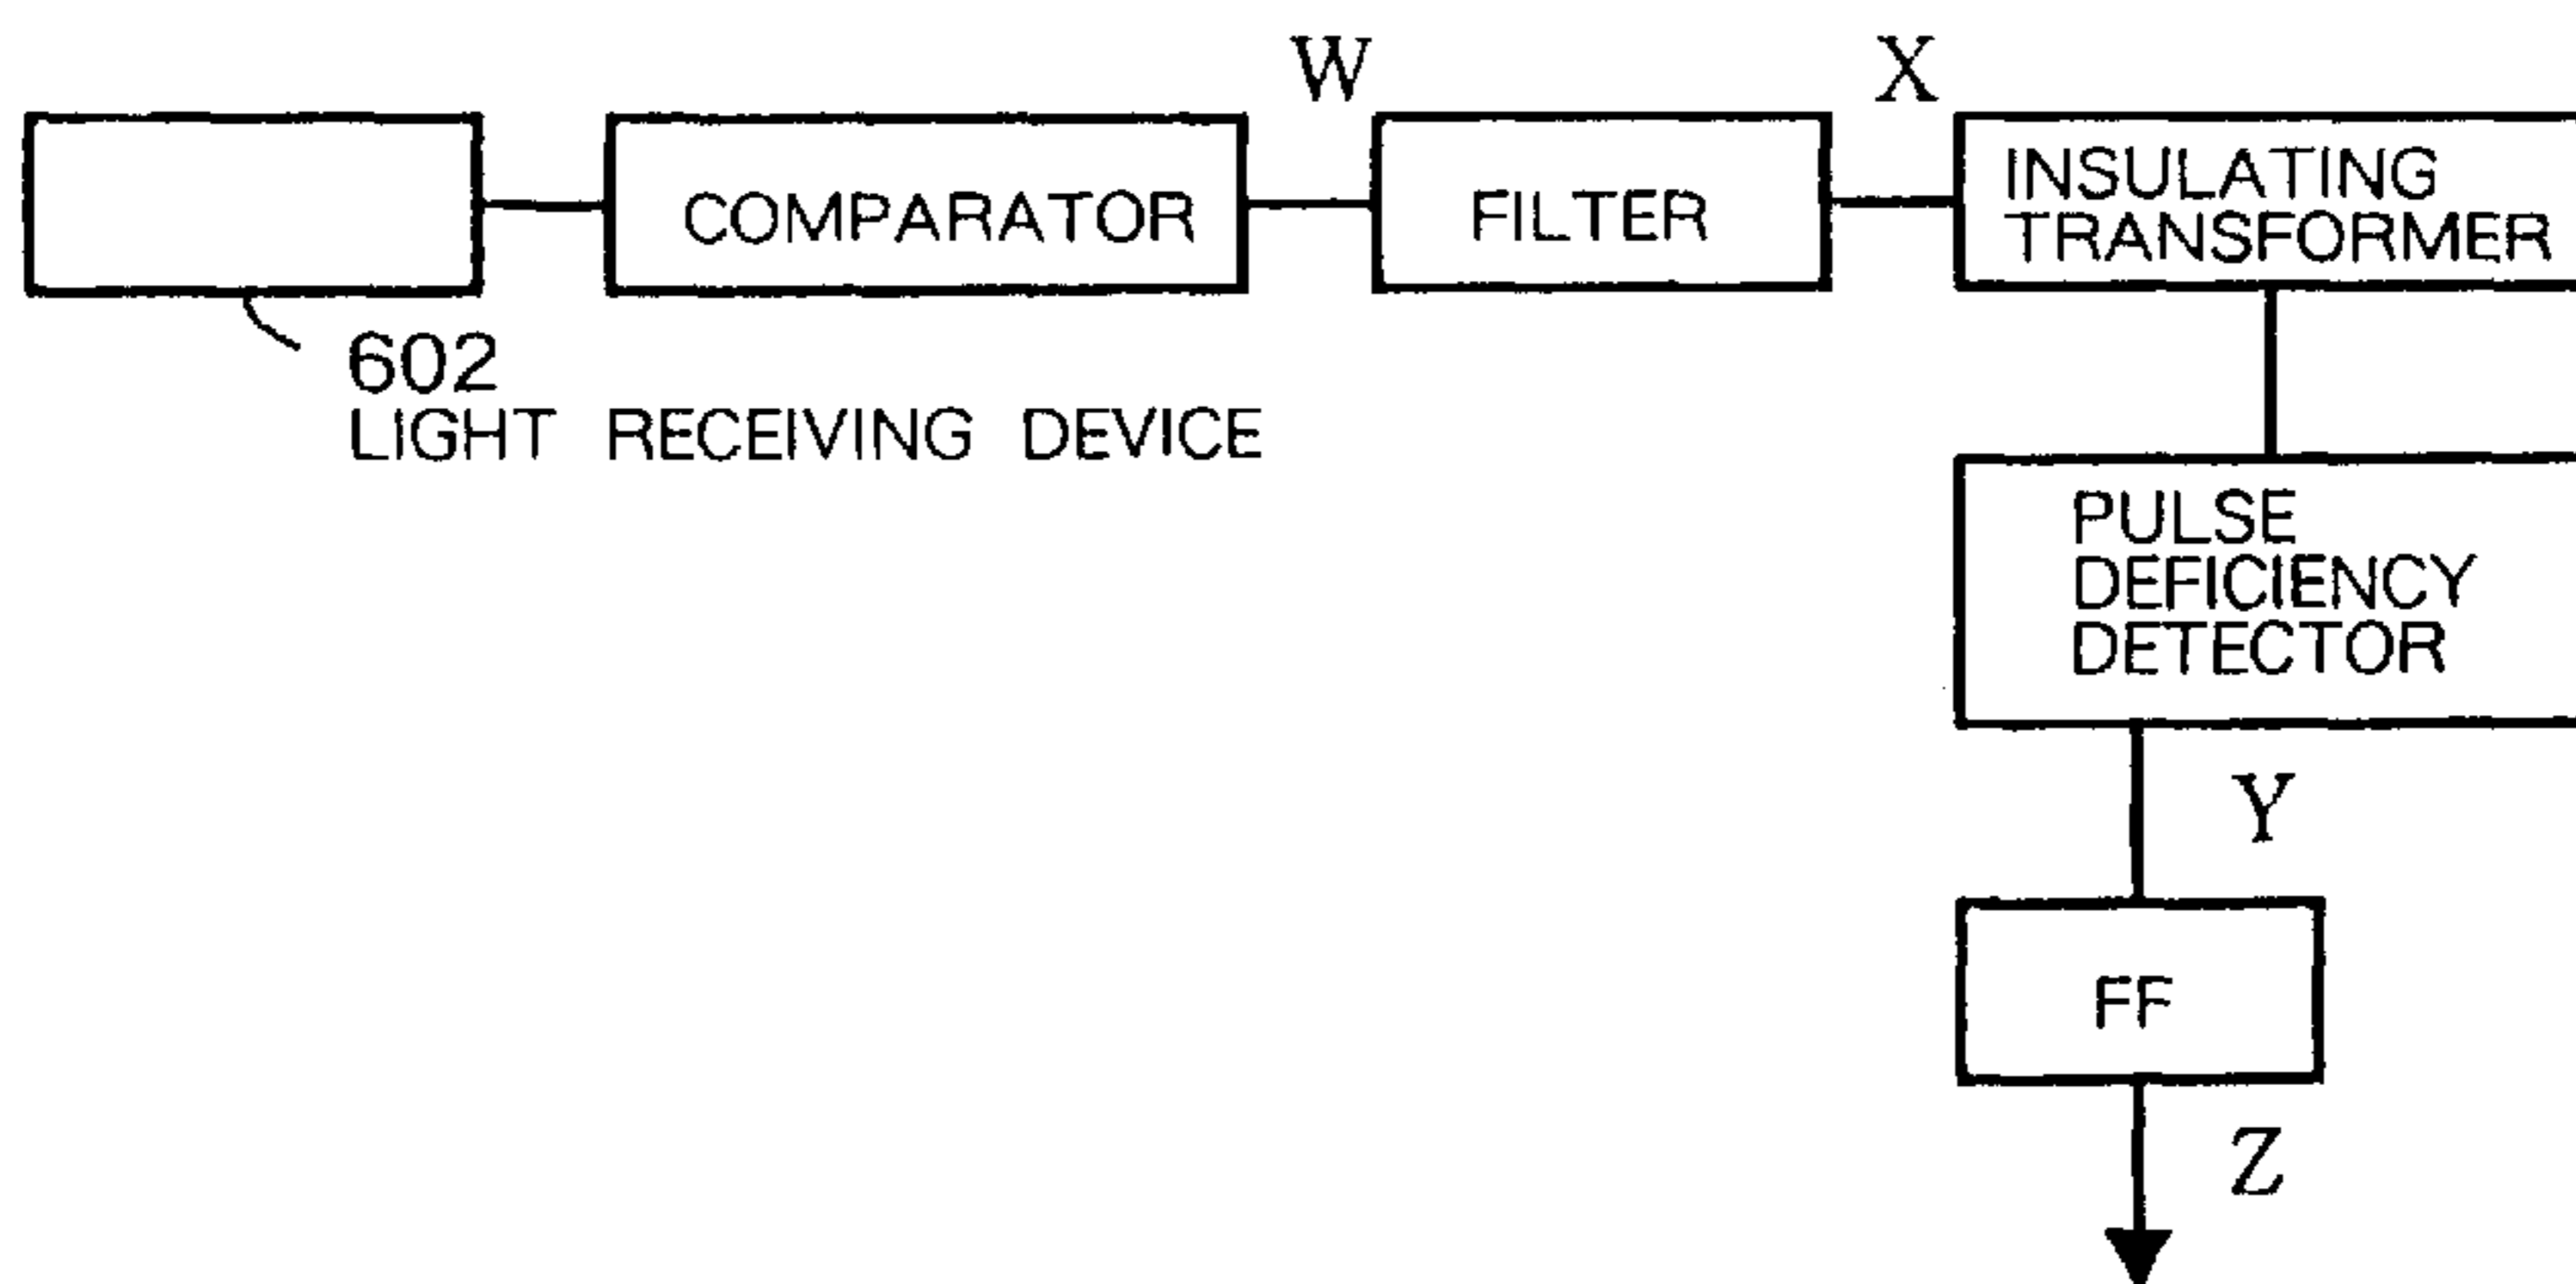 W
X
COMPARATOR
FILTER
INSULATING
TRANSFORMER
602
LIGHT RECEIVING DEVICE
PULSE
DEFICIENCY
DETECTOR
Y
FF
Z